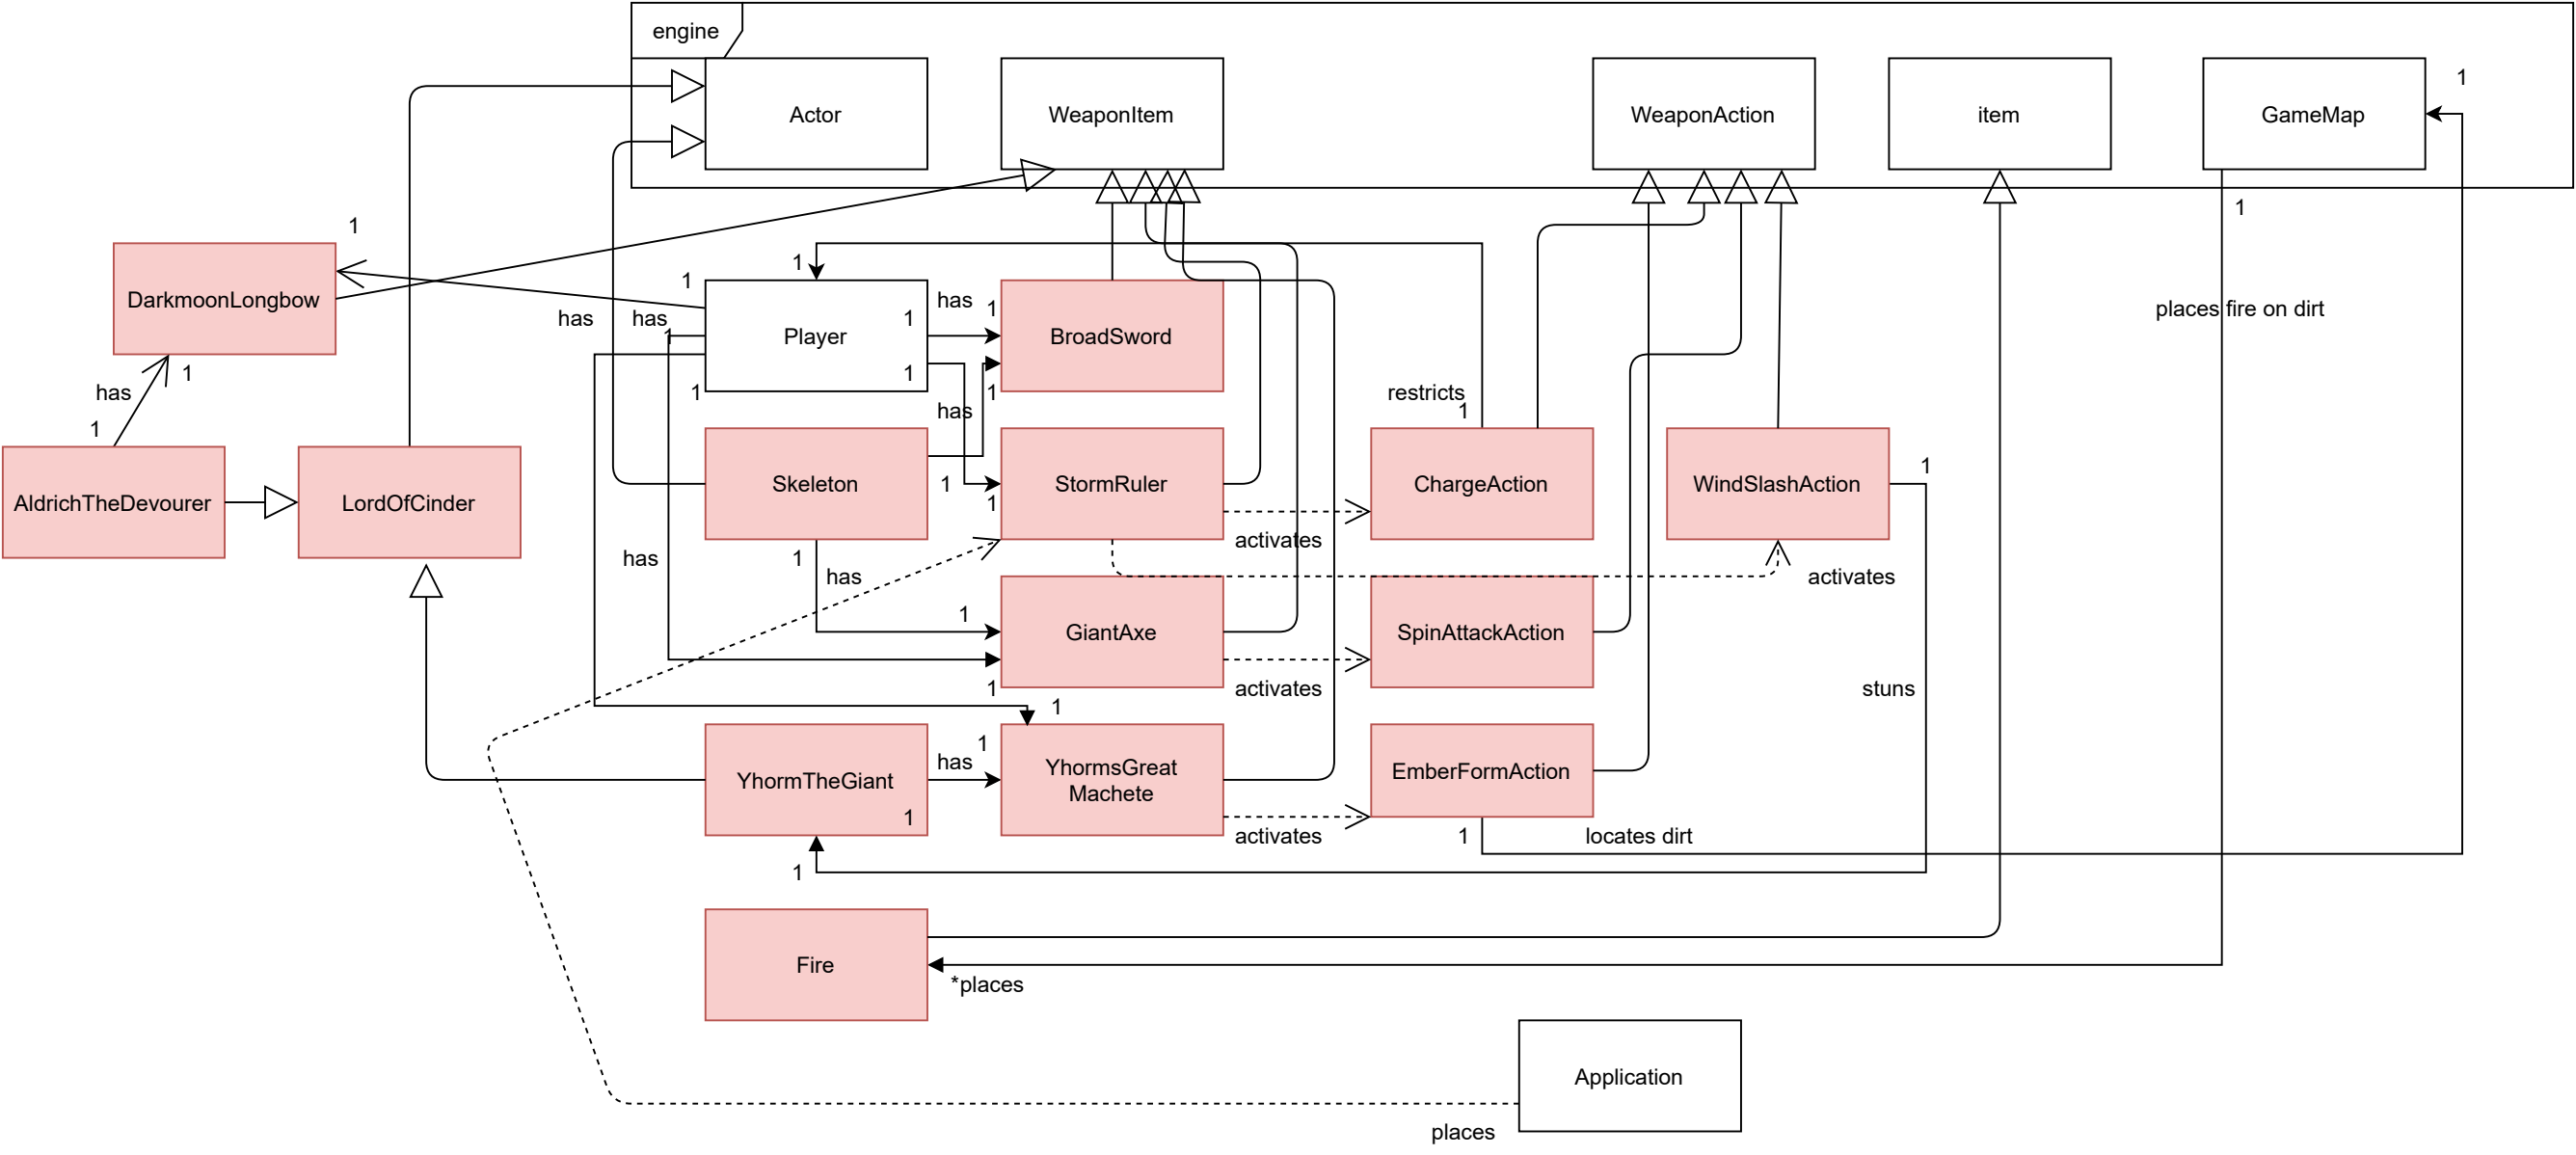 engine
Actor
WeaponItem
WeaponAction
item
GameMap
1
1
1
places fire on dirt
DarkmoonLongbow
1
1
has
has
1
Player
1
1
1
has
1
BroadSword
1
has
restricts
1
has
1
1
AldrichTheDevourer
LordOfCinder
Skeleton
1
1
StormRuler
ChargeAction
WindSlashAction
1
activates
has
1
has
1
GiantAxe
SpinAttackAction
activates
1
activates
stuns
1
1
has
YhormTheGiant
1
YhormsGreat
Machete
EmberFormAction
activates
1
locates dirt
1
Fire
*places
Application
places